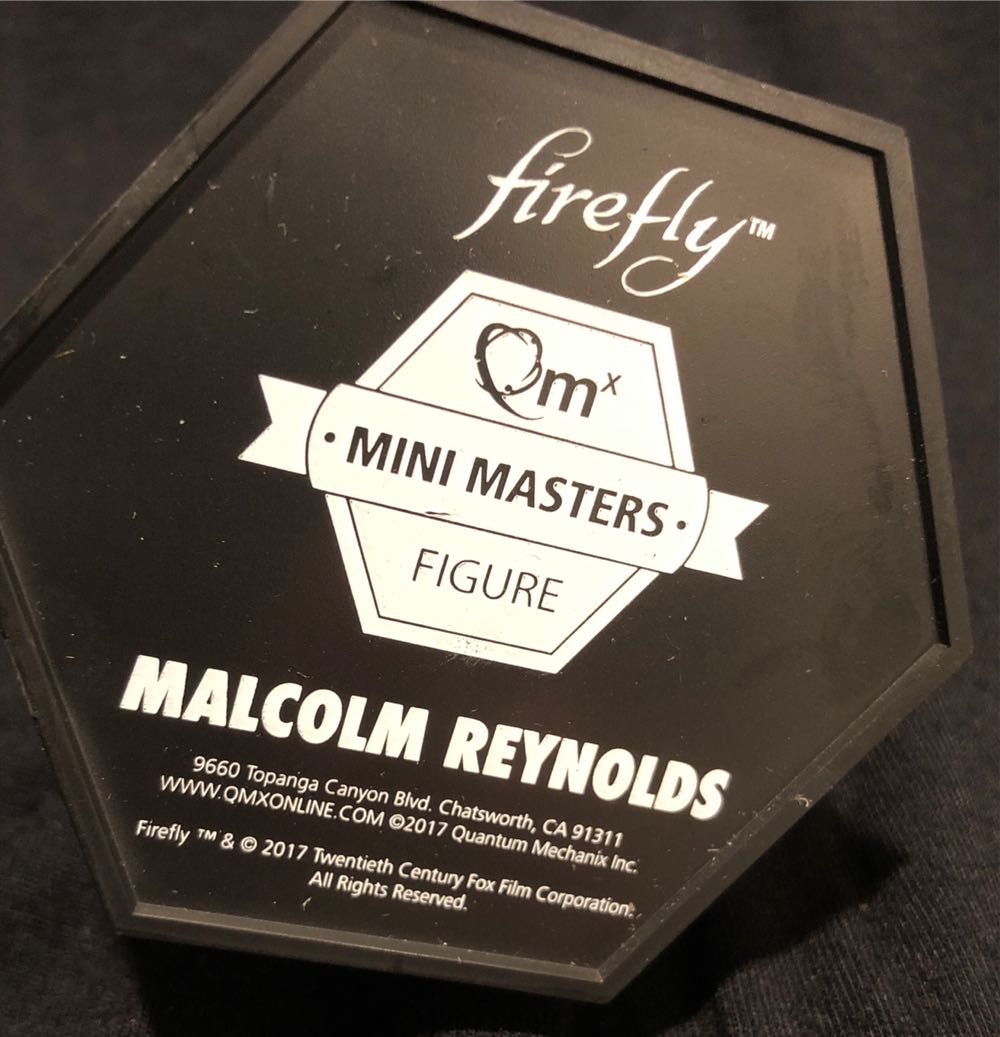 firefly™
Qmx
• MINI MASTERS •
FIGURE
MALCOLM REYNOLDS
9660 Topanga Canyon Blvd. Chatsworth, CA 91311
WWW.QMXONLINE.COM ©2017 Quantum Mechanix Inc.
Firefly ™ & © 2017 Twentieth Century Fox Film Corporation.
All Rights Reserved.